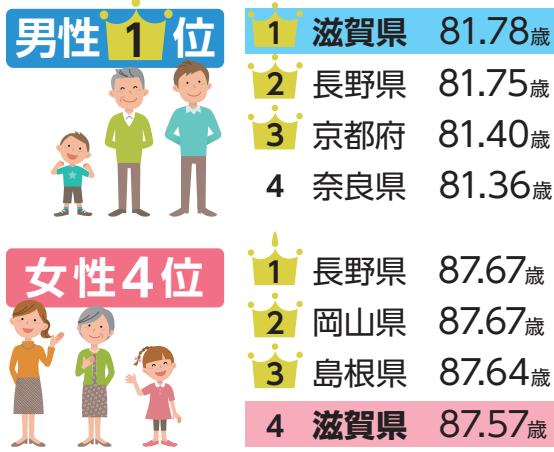 男性1位
1 滋賀県 81.78歳
2 長野県 81.75歳
3 京都府 81.40歳
4 奈良県 81.36歳
女性4位
1 長野県 87.67歳
2 岡山県 87.67歳
3 島根県 87.64歳
4 滋賀県 87.57歳